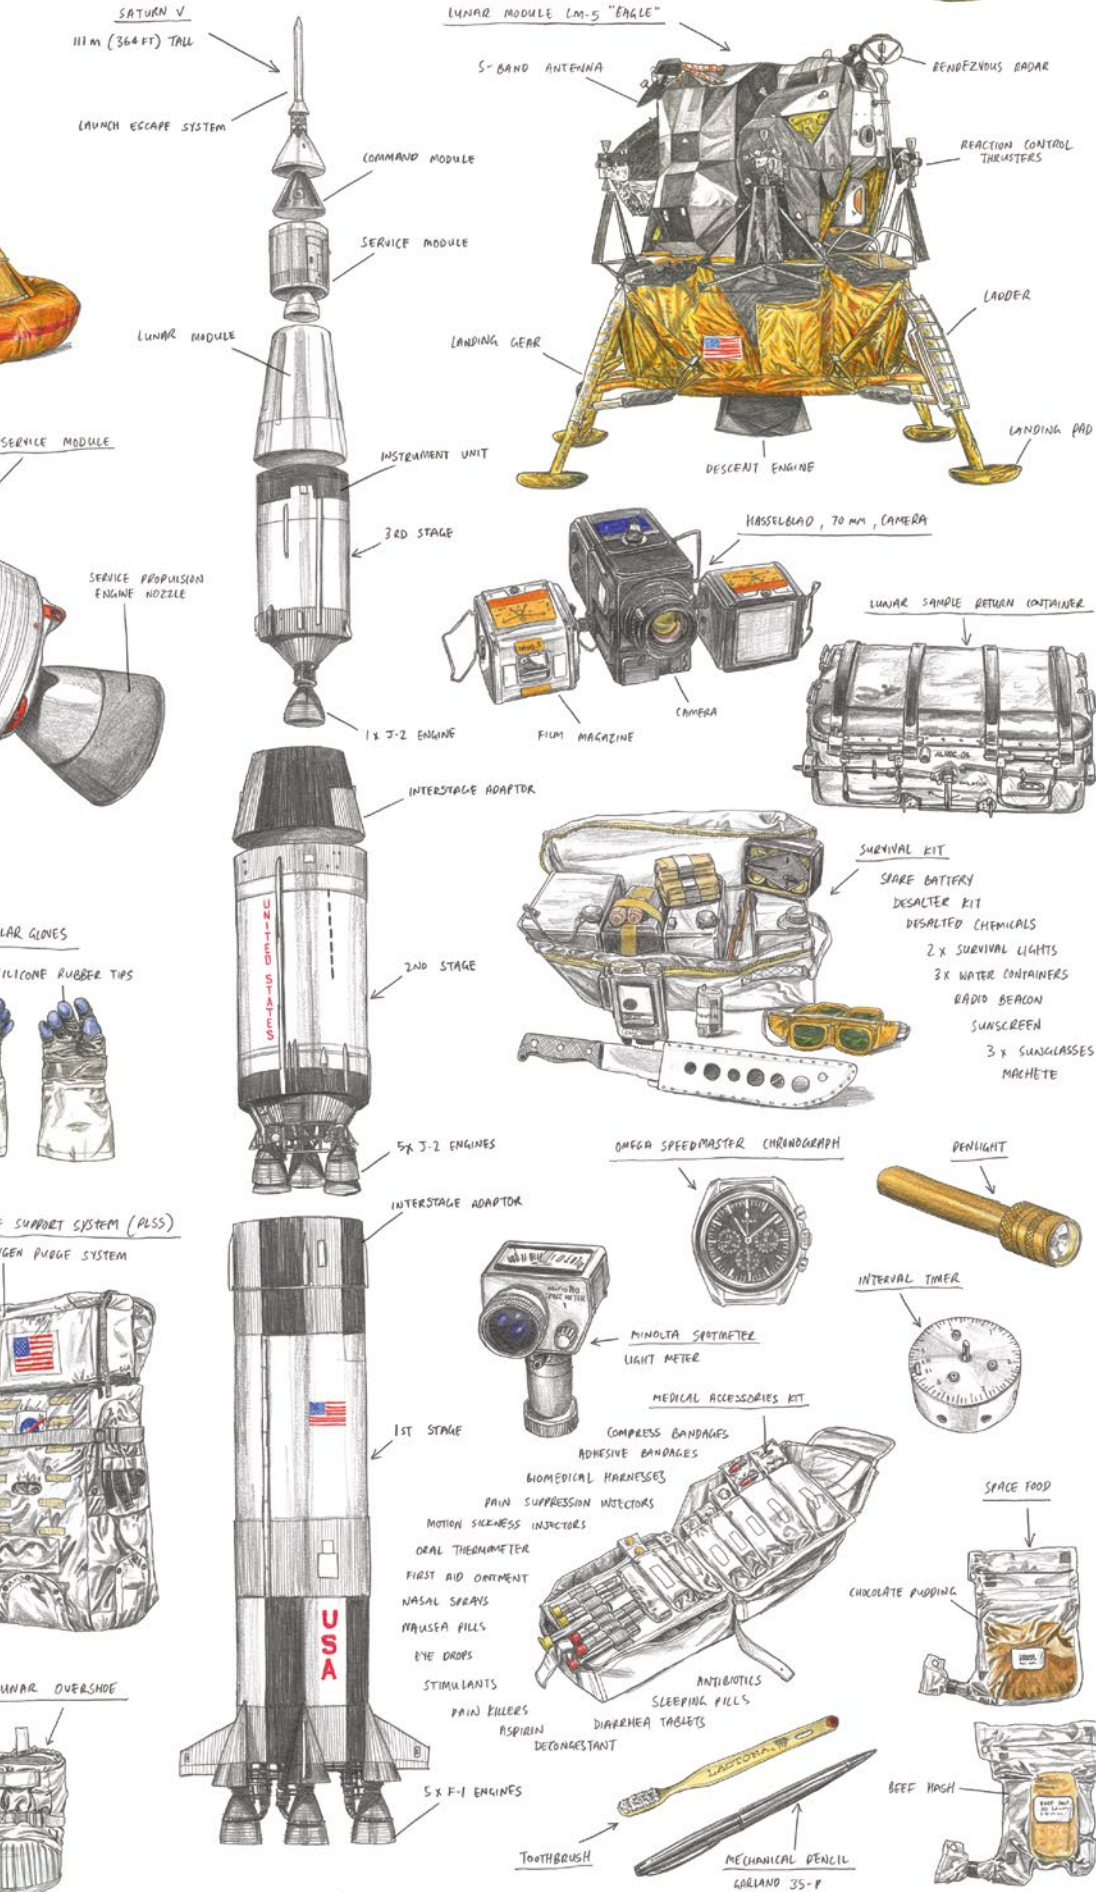 SATURN V
111 m (364 FT) TALL
LAUNCH ESCAPE SYSTEM
COMMAND MODULE
SERVICE MODULE
LUNAR MODULE
INSTRUMENT UNIT
3RD STAGE
1 x J-2 ENGINE
INTERSTAGE ADAPTOR
UNITED STATES
2ND STAGE
5x J-2 ENGINES
INTERSTAGE ADAPTOR
1ST STAGE
USA
5 x F-1 ENGINES
LUNAR MODULE LM-5 "EAGLE"
S-BAND ANTENNA
RENDEZVOUS RADAR
REACTION CONTROL
THRUSTERS
LADDER
LANDING GEAR
LANDING PAD
DESCENT ENGINE
SERVICE MODULE
SERVICE PROPULSION
ENGINE NOZZLE
HASSELBLAD, 70 mm, CAMERA
CAMERA
FILM MAGAZINE
LUNAR SAMPLE RETURN CONTAINER
SURVIVAL KIT
SPARE BATTERY
DESALTER KIT
DESALTED CHEMICALS
2 x SURVIVAL LIGHTS
3x WATER CONTAINERS
RADIO BEACON
SUNSCREEN
3 x SUNGLASSES
MACHETE
LAR GLOVES
ILICONE RUBBER TIPS
OMEGA SPEEDMASTER CHRONOGRAPH
PENLIGHT
E SUPPORT SYSTEM (PLSS)
YGEN PURGE SYSTEM
INTERVAL TIMER
MINOLTA SPOTMETER
LIGHT METER
minolta
SPACE METER
1
MEDICAL ACCESSORIES KIT
COMPRESS BANDAGES
ADHESIVE BANDAGES
BIOMEDICAL HARNESSES
PAIN SUPPRESSION INJECTORS
MOTION SICKNESS INJECTORS
ORAL THERMOMETER
FIRST AID OINTMENT
NASAL SPRAYS
NAUSEA PILLS
EYE DROPS
STIMULANTS
PAIN KILLERS
ASPIRIN
DECONGESTANT
DIARRHEA TABLETS
SLEEPING PILLS
ANTIBIOTICS
SPACE FOOD
CHOCOLATE PUDDING
BEEF HASH
UNAR OVERSHOE
LACTONA
TOOTHBRUSH
MECHANICAL PENCIL
GARLAND 35-P